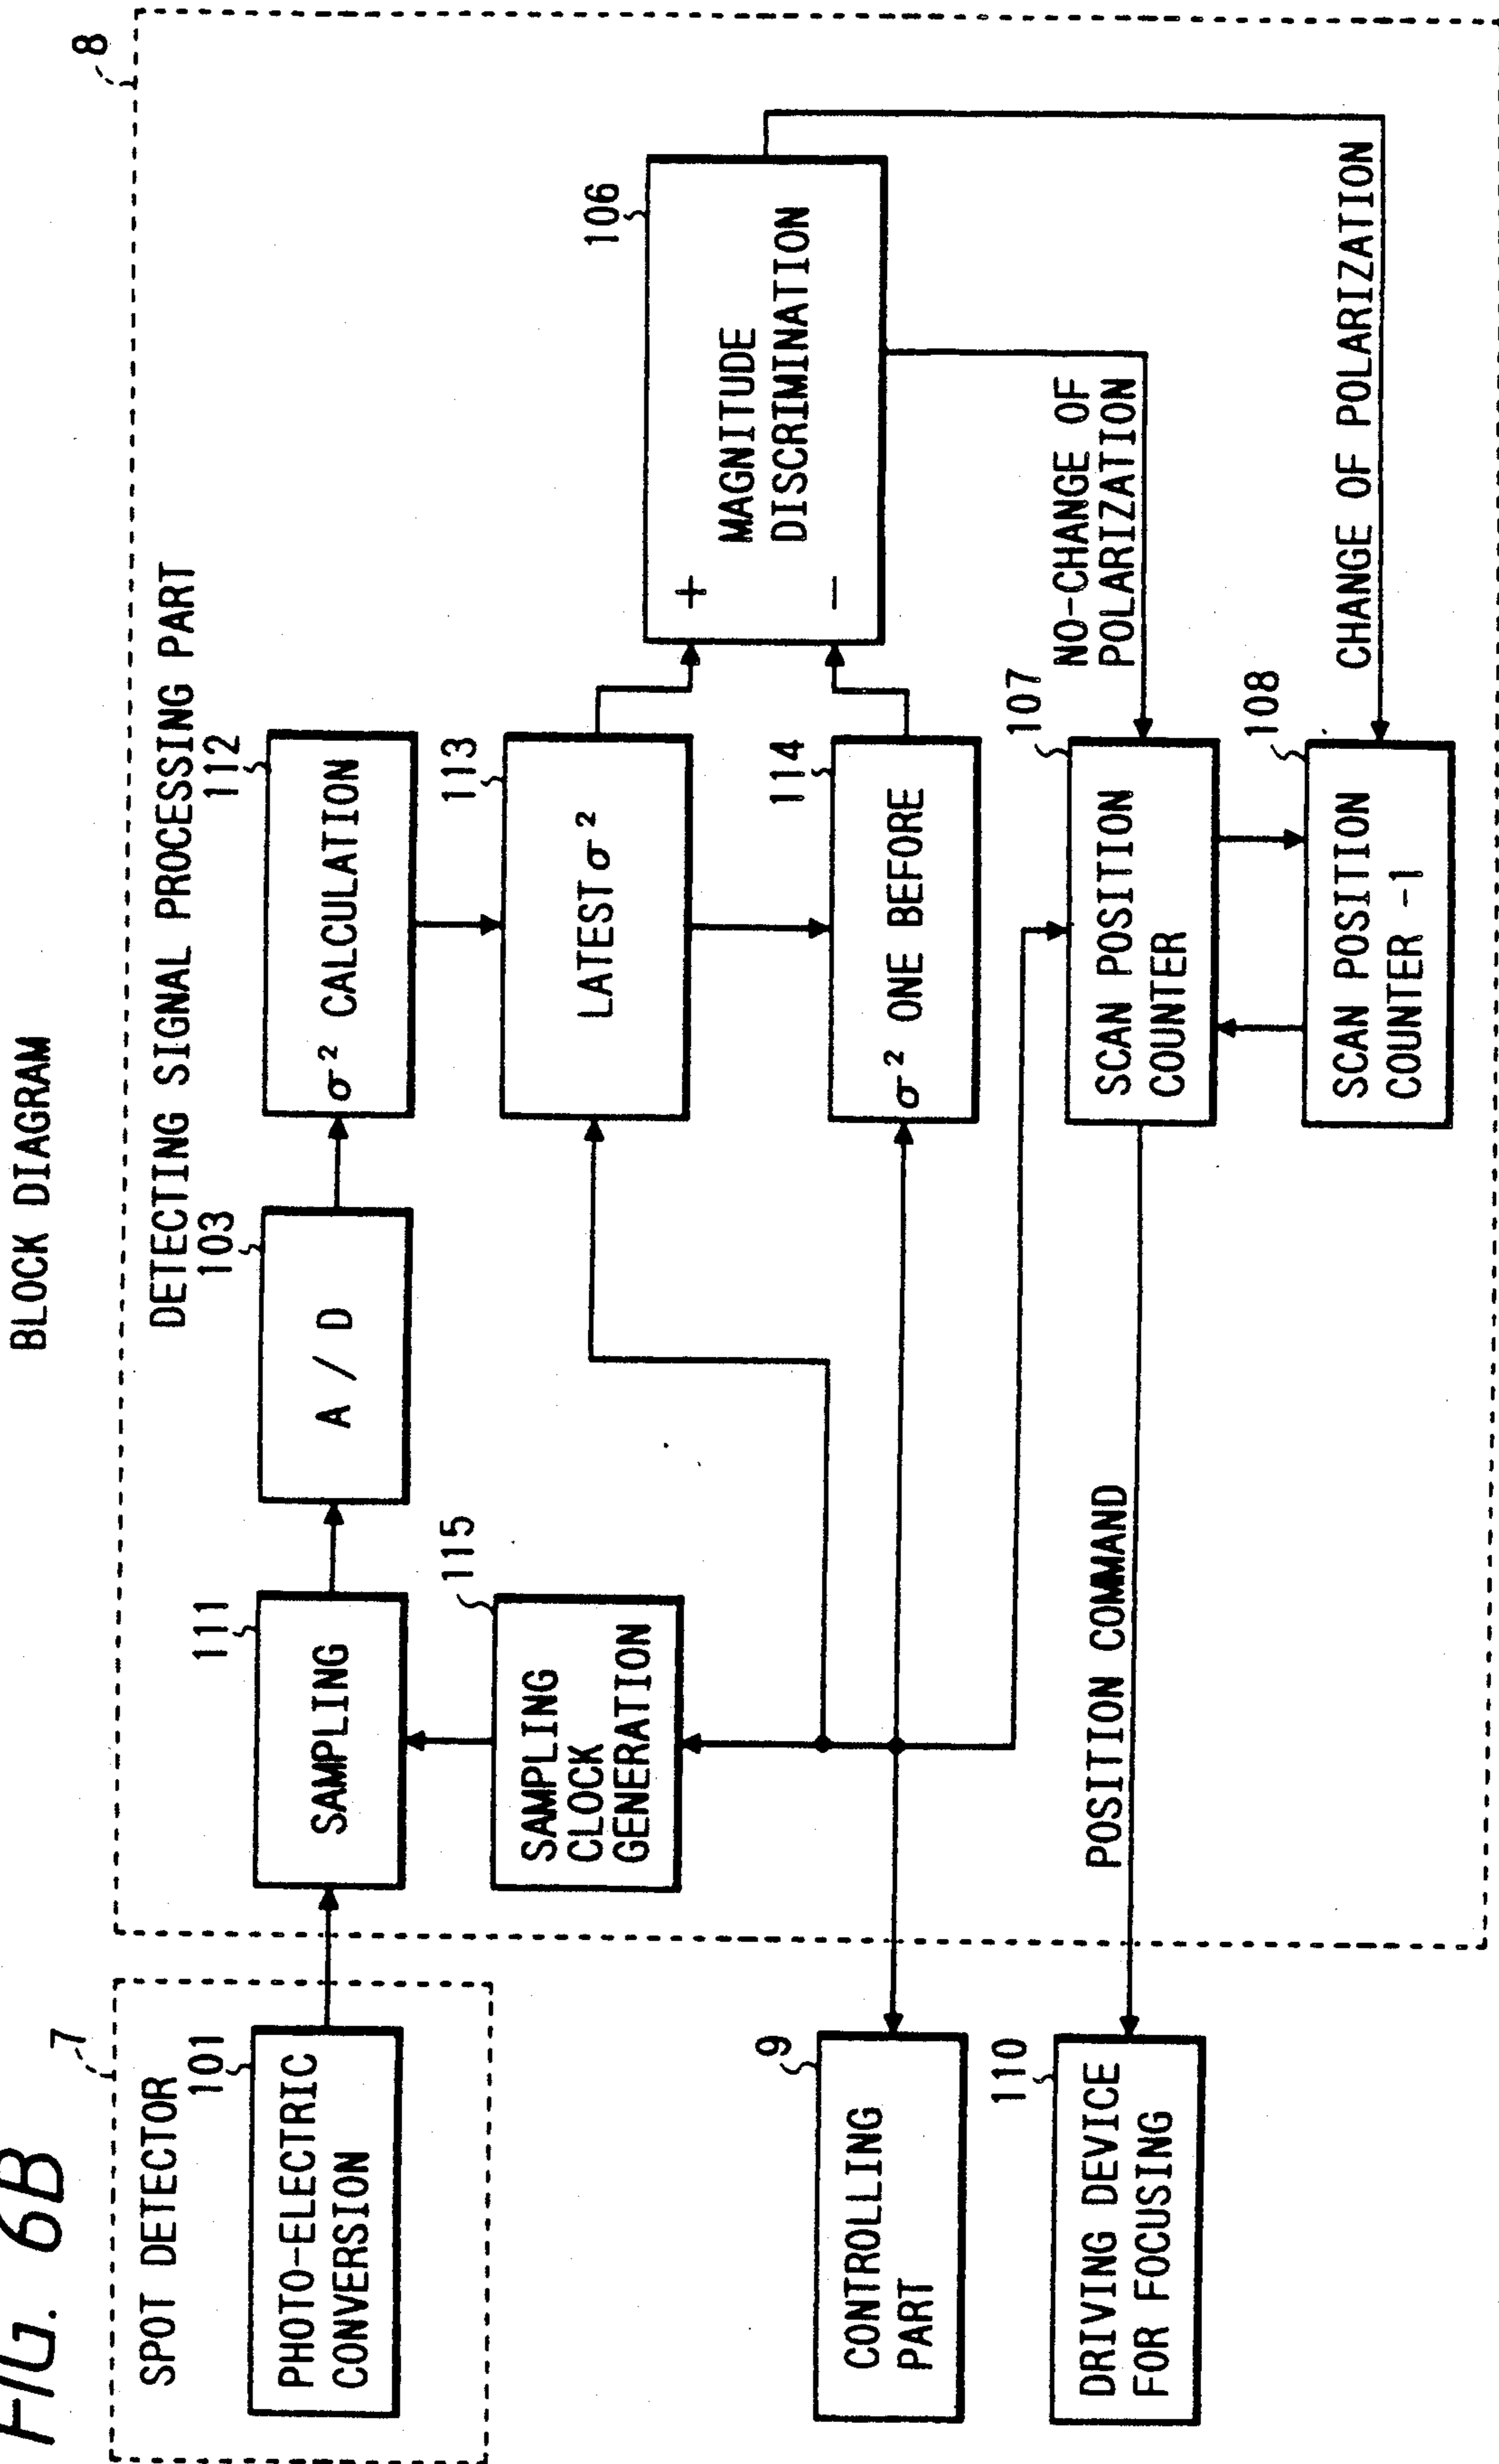 FIG. 6B
BLOCK DIAGRAM
7
SPOT DETECTOR
101
PHOTO-ELECTRIC
CONVERSION
8
DETECTING SIGNAL PROCESSING PART
111
SAMPLING
103
A / D
112
σ² CALCULATION
115
SAMPLING
CLOCK
GENERATION
113
LATEST σ²
114
σ² ONE BEFORE
106
+
−
MAGNITUDE
DISCRIMINATION
NO-CHANGE OF
POLARIZATION
CHANGE OF POLARIZATION
107
SCAN POSITION
COUNTER
108
SCAN POSITION
COUNTER -1
POSITION COMMAND
9
CONTROLLING
PART
110
DRIVING DEVICE
FOR FOCUSING